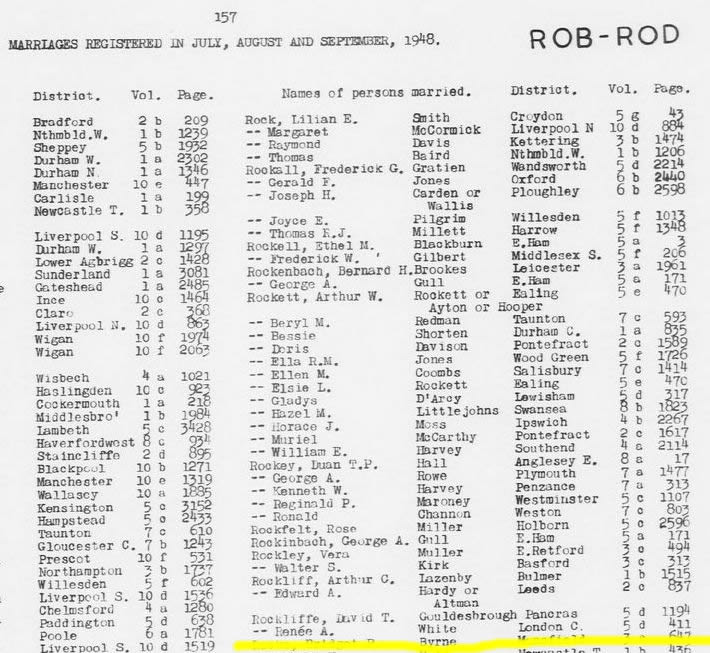 157
MARRIAGES REGISTERED IN JULY, AUGUST AND SEPTEMBER, 1948. ROB-ROD
District. Vol. Page. Names of persons married. District. Vol. Page.
Bradford 2 b 209 Rock, Lilian E. Smith Croydon 5 g 43
Nthmbld.W. 1 b 1239 -- Margaret McCormick Liverpool N 10 d 884
Sheppey 5 b 1932 -- Raymond Davis Kettering 3 b 1474
Durham W. 1 a 2302 -- Thomas Baird Nthmbld.W. 1 b 1206
Durham N. 1 a 1346 Rockall, Frederick G. Gratien Wandsworth 5 d 2214
Manchester 10 e 447 -- Gerald F. Jones Oxford 6 b 2440
Carlisle 1 a 199 -- Joseph H. Carden or Ploughley 6 b 2598
Newcastle T. 1 b 358 Wallis
-- Joyce E. Pilgrim Willesden 5 f 1013
Liverpool S. 10 d 1195 -- Thomas R.J. Millett Harrow 5 f 1348
Durham W. 1 a 1297 Rockell, Ethel M. Blackburn E.Ham 5 a 3
Lower Agbrigg 2 c 1428 -- Frederick W. Gilbert Middlesex S. 5 f 206
Sunderland 1 a 3081 Rockenbach, Bernard H. Brookes Leicester 3 a 1961
Gateshead 1 a 2485 -- George A. Gull E.Ham 5 a 171
Ince 10 c 1464 Rockett, Arthur W. Rockett or Ealing 5 e 470
Claro 2 c 368 Ayton or Hooper
Liverpool N. 10 d 863 -- Beryl M. Redman Taunton 7 c 593
Wigan 10 f 1974 -- Bessie Shorten Durham C. 1 a 835
Wigan 10 f 2063 -- Doris Davison Pontefract 2 c 1589
-- Ella R.M. Jones Wood Green 5 f 1726
Wisbech 4 a 1021 -- Ellen M. Coombs Salisbury 7 c 1414
Haslingden 10 c 923 -- Elsie L. Rockett Ealing 5 e 470
Cockermouth 1 a 218 -- Gladys D'Arcy Lewisham 5 d 317
Middlesbro' 1 b 1984 -- Hazel M. Littlejohns Swansea 8 b 1823
Lambeth 5 c 3428 -- Horace J. Moss Ipswich 4 b 2267
Haverfordwest 8 c 934 -- Muriel McCarthy Pontefract 2 c 1617
Staincliffe 2 d 895 -- William E. Harvey Southend 4 a 2114
Blackpool 10 b 1271 Rockey, Duan T.P. Hall Anglesey E. 8 a 17
Manchester 10 e 1319 -- George A. Rowe Plymouth 7 a 1477
Wallasy 10 a 1885 -- Kenneth W. Harvey Penzance 7 a 313
Kensington 5 c 3152 -- Reginald P. Maroney Westminster 5 c 1107
Hampstead 5 c 2433 -- Ronald Channon Weston 7 c 803
Taunton 7 c 610 Rockfelt, Rose Miller Holborn 5 c 2596
Gloucester C. 7 b 1243 Rockinbach, George A. Gull E.Ham 5 a 171
Prescot 10 f 531 Rockley, Vera Muller E.Retford 3 c 494
Northampton 3 b 1737 -- Walter S. Kirk Basford 3 c 313
Willesden 5 f 602 Rockliff, Arthur C. Lazenby Bulmer 1 b 1515
Liverpool S. 10 d 1536 -- Edward A. Hardy or Leeds 2 c 837
Chelmsford 4 a 1280 Altman
Paddington 5 d 638 Rockliffe, David T. Gouldesbrough Pancras 5 d 1194
Poole 6 a 1781 -- Renée A. White London C. 5 d 411
Liverpool S. 10 d 1519 Byrne